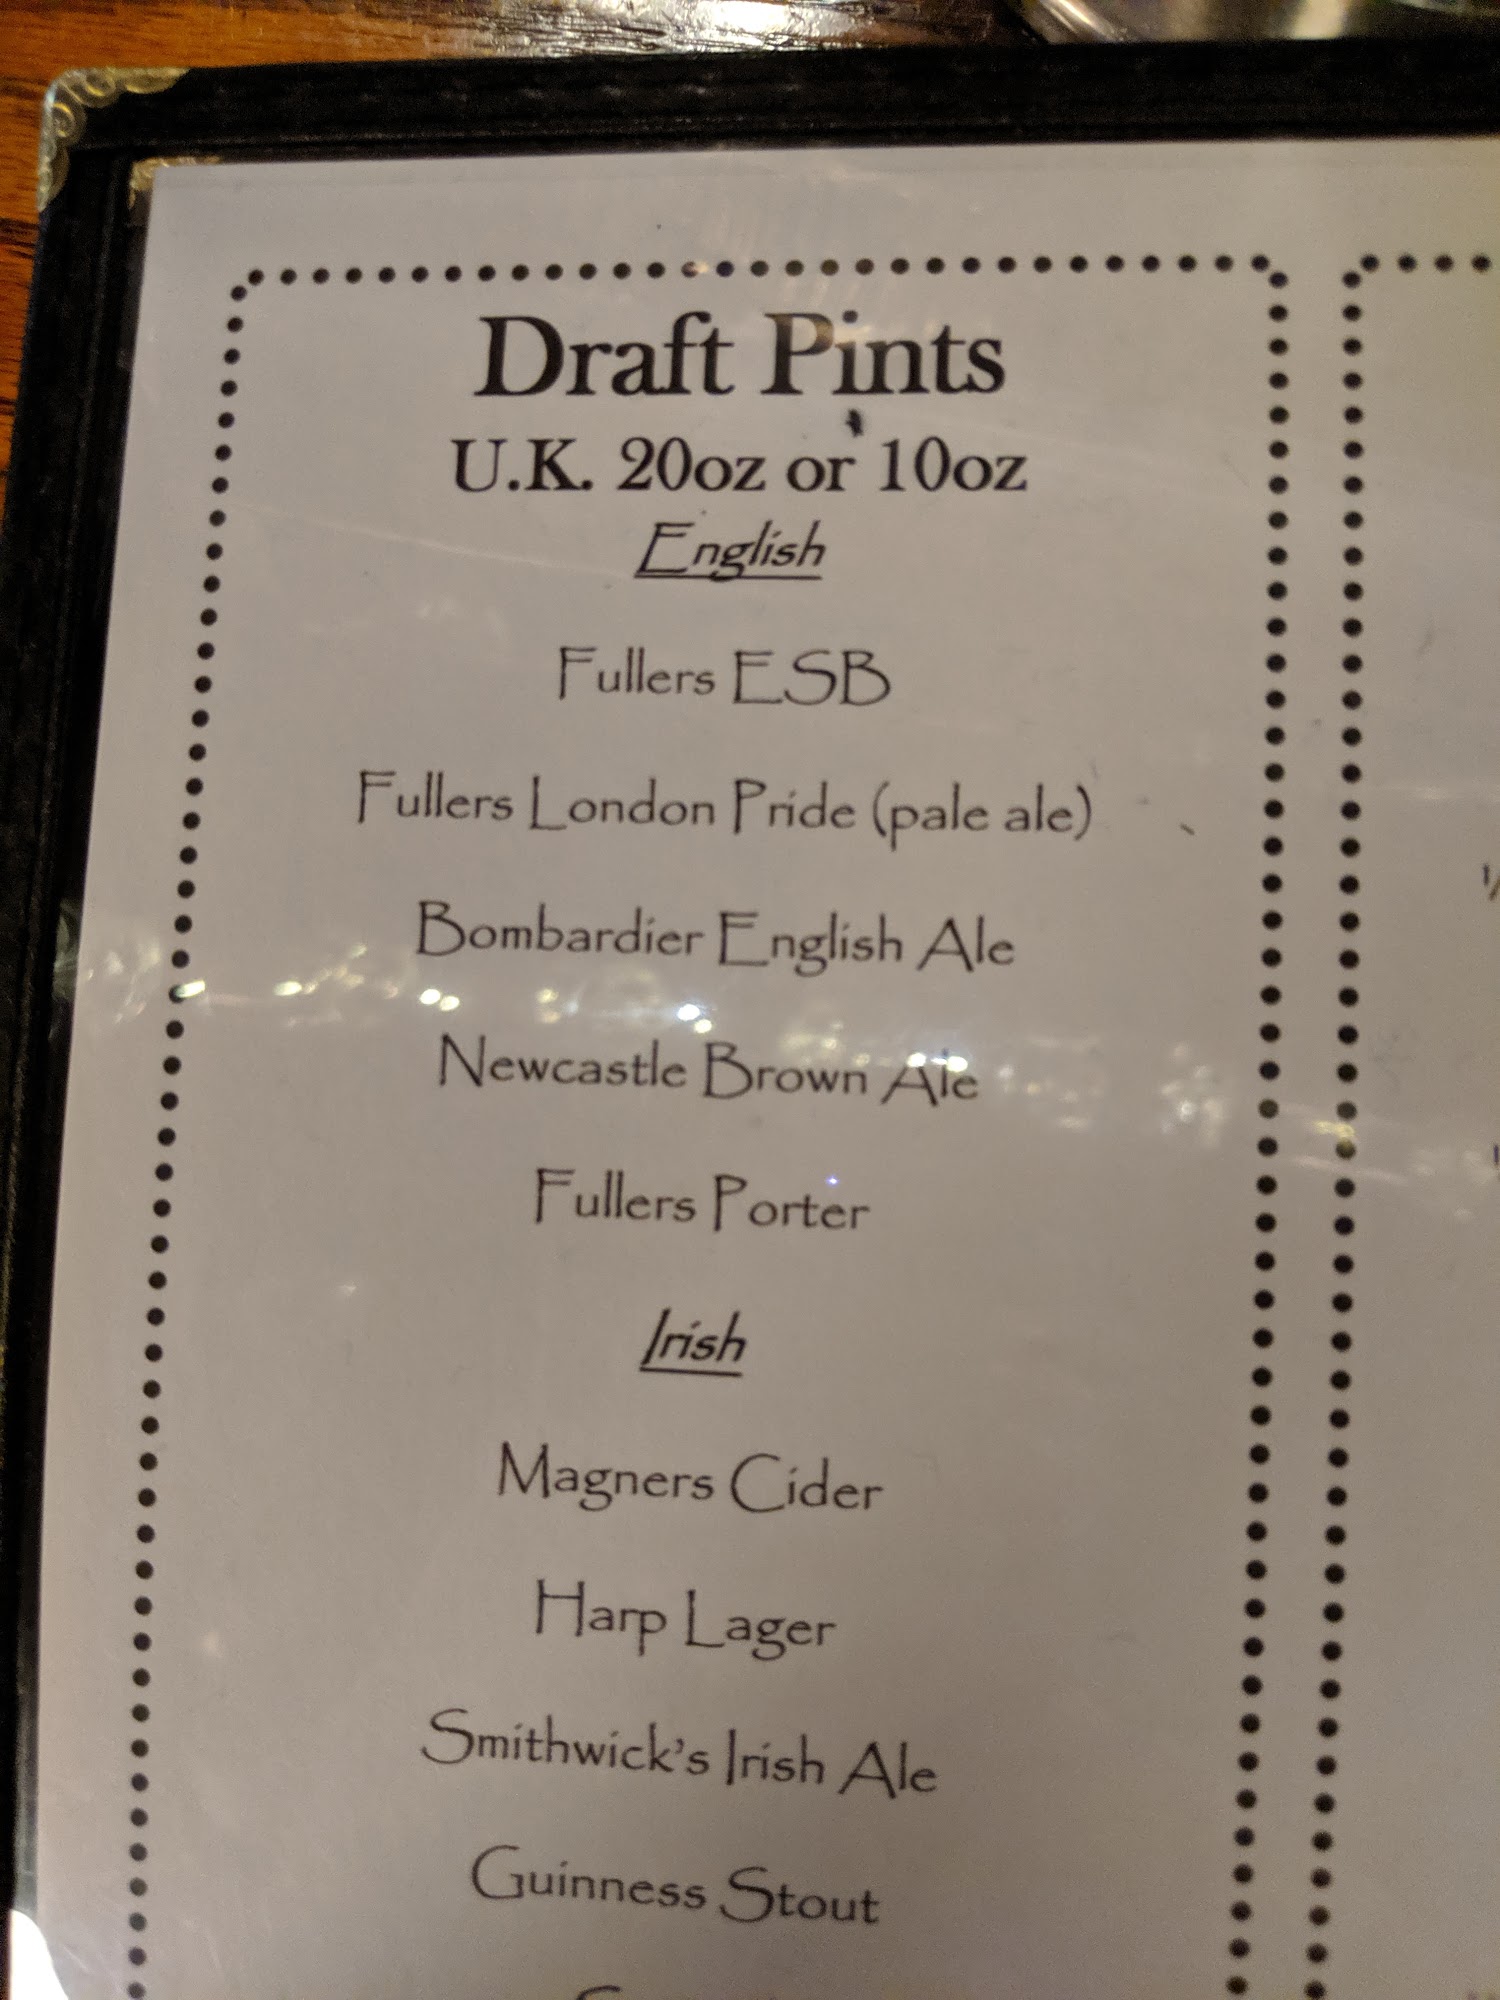 Draft Pints
U.K. 20oz or 10oz
English
Fullers ESB
Fullers London Pride (pale ale)
Bombardier English Ale
Newcastle Brown Ale
Fullers Porter
Irish
Magners Cider
Harp Lager
Smithwick's Irish Ale
Guinness Stout